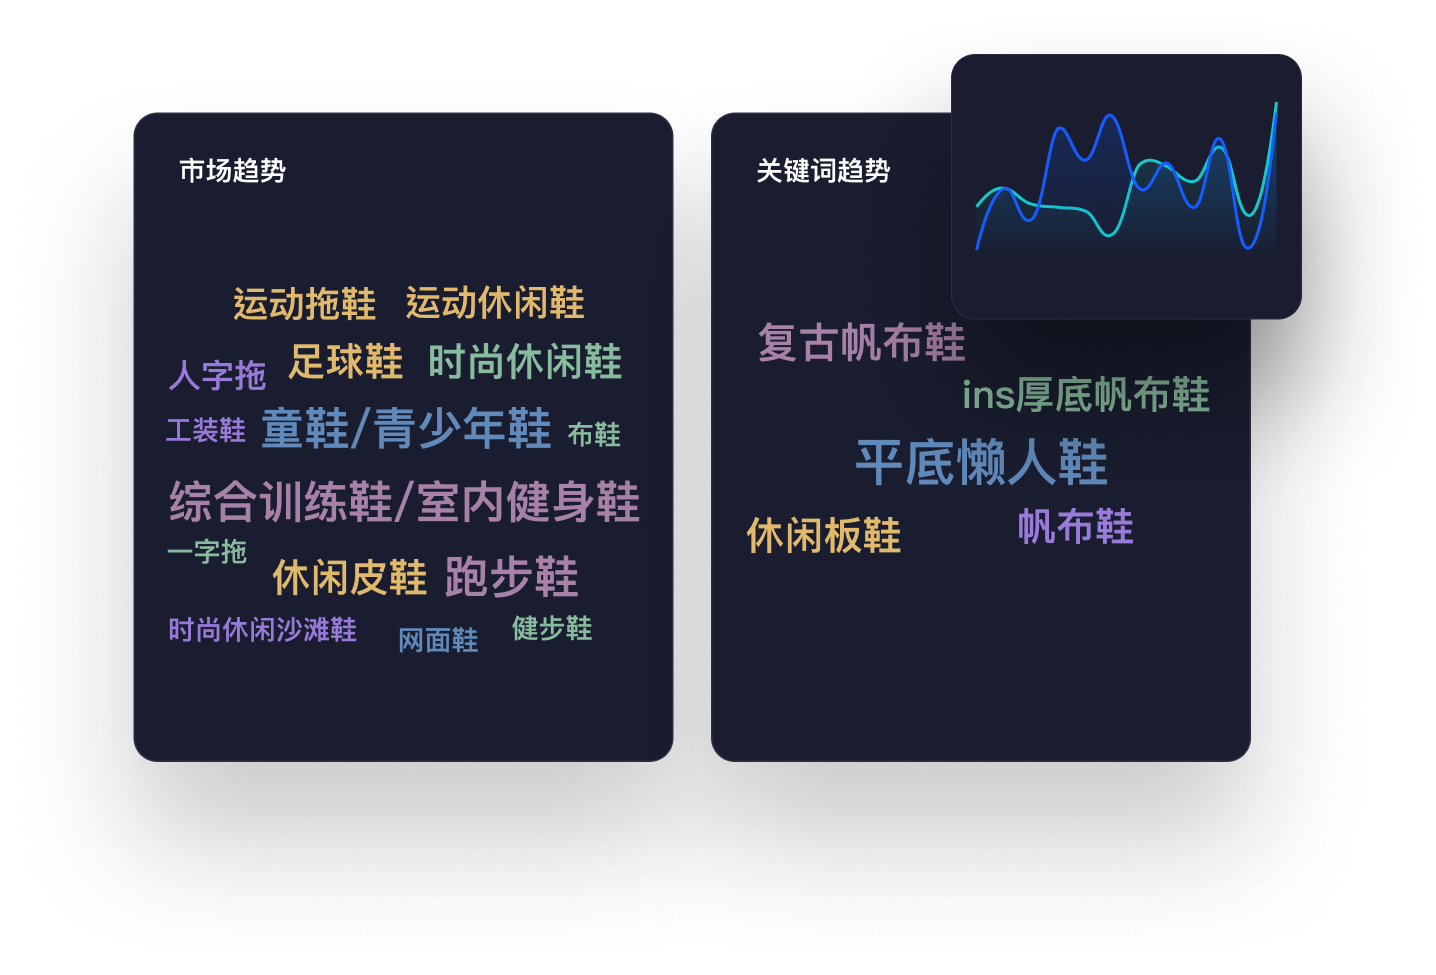 市场趋势
运动拖鞋 运动休闲鞋
人字拖 足球鞋 时尚休闲鞋
工装鞋 童鞋/青少年鞋 布鞋
综合训练鞋/室内健身鞋
一字拖 休闲皮鞋 跑步鞋
时尚休闲沙滩鞋 网面鞋 健步鞋
关键词趋势
复古帆布鞋
ins厚底帆布鞋
平底懒人鞋
休闲板鞋 帆布鞋